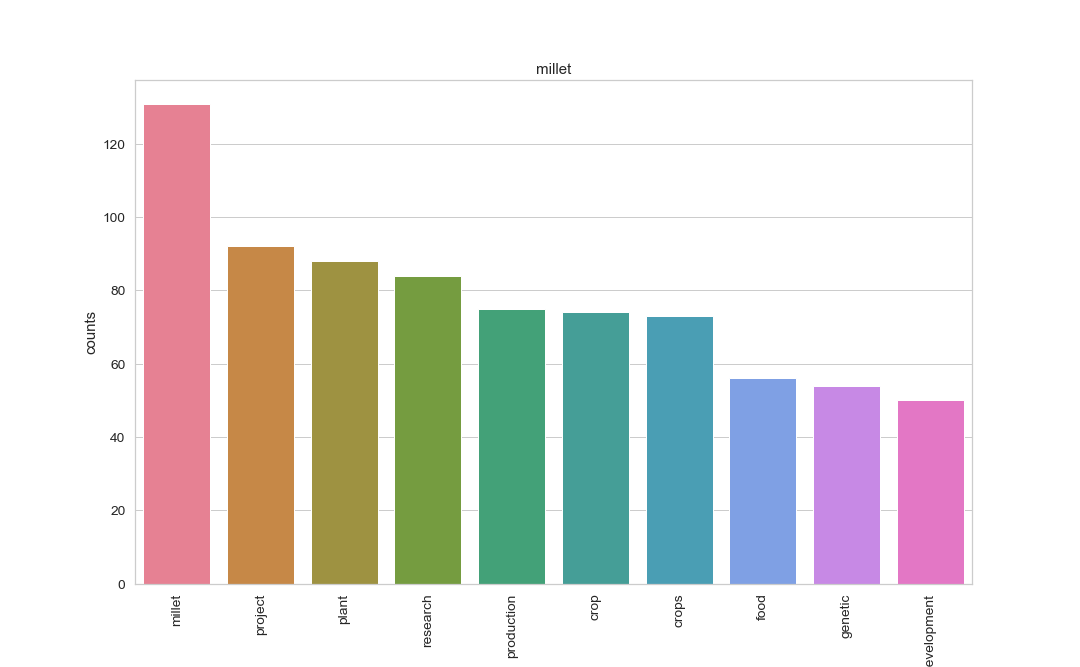 millet
counts
120
100
80
60
40
20
0
millet
project
plant
research
production
crop
crops
food
genetic
evelopment